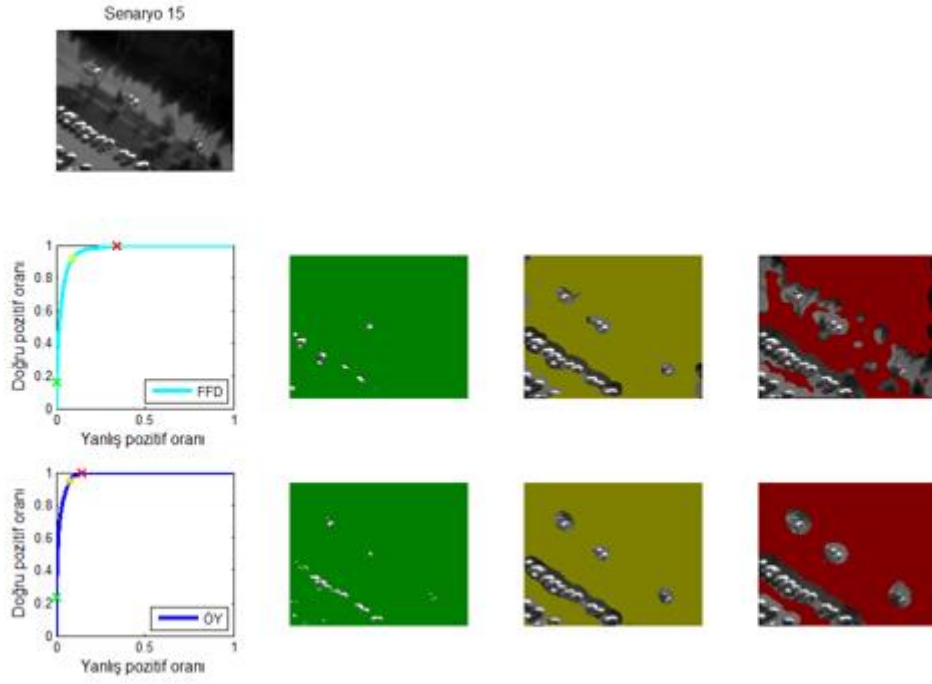 Senaryo 15
1
0.8
0.6
0.4
0.2
0
0
0.5
1
Doğru pozitif oranı
Yanlış pozitif oranı
FFD
1
0.8
0.6
0.4
0.2
0
0
0.5
1
Doğru pozitif oranı
Yanlış pozitif oranı
ÖY